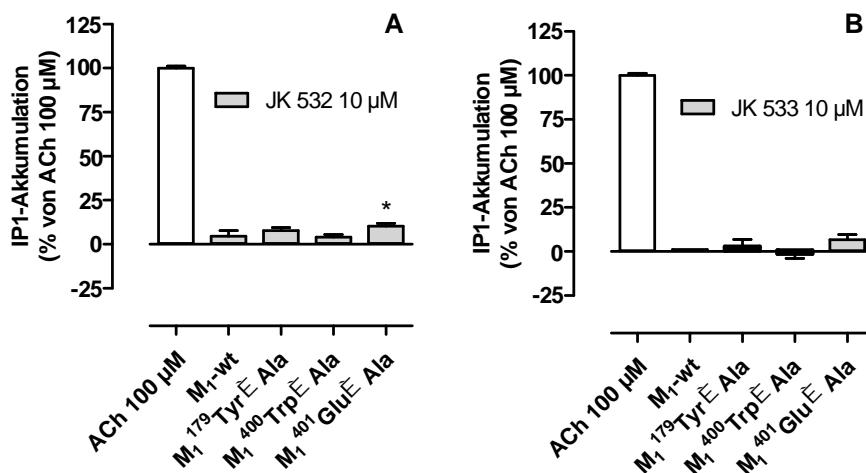 A
IP1-Akkumulation
(% von ACh 100 µM)
125
100
75
50
25
0
-25
JK 532 10 µM
*
ACh 100 µM
M1-wt
M1 179Tyr È Ala
M1 400Trp È Ala
M1 401Glu È Ala
B
IP1-Akkumulation
(% von ACh 100 µM)
125
100
75
50
25
0
-25
JK 533 10 µM
ACh 100 µM
M1-wt
M1 179Tyr È Ala
M1 400Trp È Ala
M1 401Glu È Ala